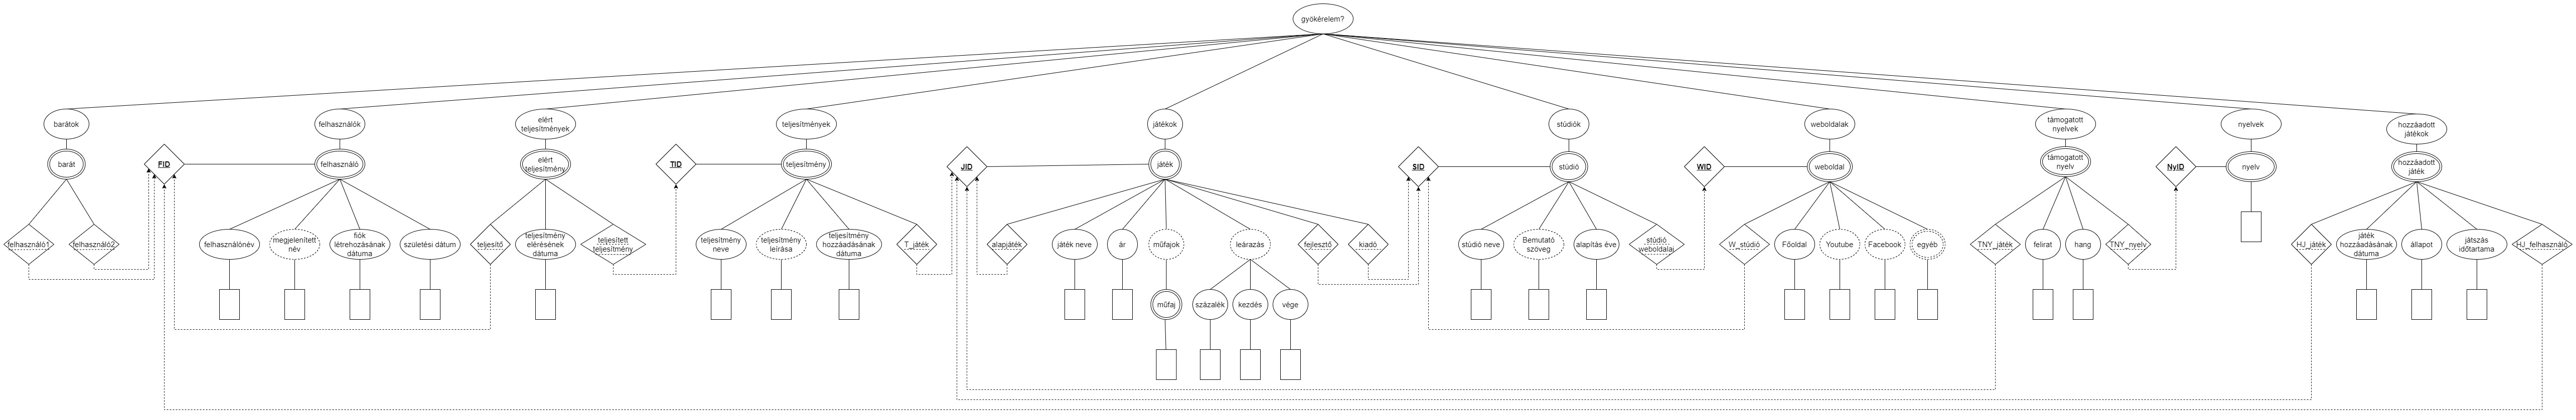 gyökérelem?
barátok
felhasználók
elért
teljesítmények
teljesítmények
játékok
stúdiók
weboldalak
támogatott
nyelvek
nyelvek
hozzáadott
játékok
barát
FID
felhasználó
elért
teljesítmény
TID
teljesítmény
JID
játék
SID
stúdió
WID
weboldal
támogatott
nyelv
NyID
nyelv
hozzáadott
játék
felhasználó1
felhasználó2
felhasználónév
megjelenített
név
fiók
létrehozásának
dátuma
születési dátum
teljesítő
teljesítmény
elérésének
dátuma
teljesített
teljesítmény
teljesítmény
neve
teljesítmény
leírása
teljesítmény
hozzáadásának
dátuma
T_játék
alapjáték
játék neve
ár
műfajok
leárazás
fejlesztő
kiadó
stúdió neve
Bemutató
szöveg
alapítás éve
stúdió
weboldalai
W_stúdió
Főoldal
Youtube
Facebook
egyéb
TNY_játék
felirat
hang
TNY_nyelv
HJ_játék
játék
hozzáadásának
dátuma
állapot
játszás
időtartama
HJ_felhasználó
műfaj
százalék
kezdés
vége